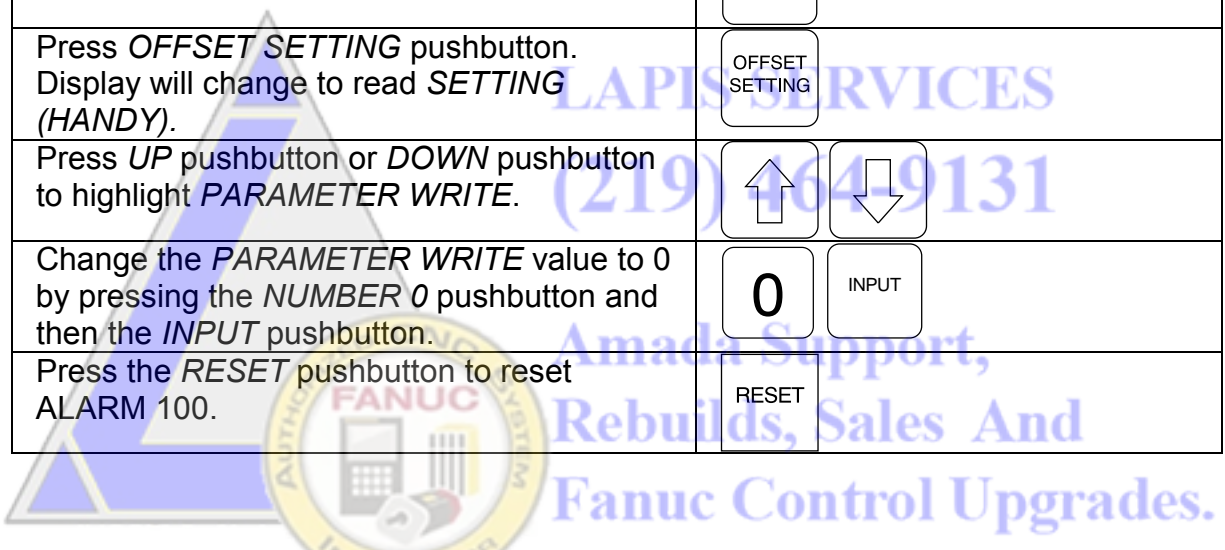 Press OFFSET SETTING pushbutton.
Display will change to read SETTING
(HANDY).
OFFSET
SETTING
LAPIS SERVICES
Press UP pushbutton or DOWN pushbutton
to highlight PARAMETER WRITE.
(219) 464-9131
Change the PARAMETER WRITE value to 0
by pressing the NUMBER 0 pushbutton and
then the INPUT pushbutton.
0
INPUT
Amada Support,
Press the RESET pushbutton to reset
ALARM 100.
RESET
FANUC
Rebuilds, Sales And
Fanuc Control Upgrades.